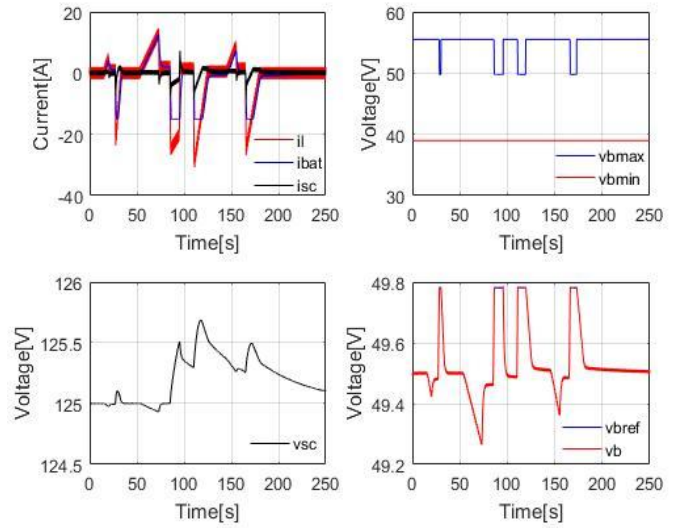 20
0
-20
-40
Current[A]
0 50 100 150 200 250
Time[s]
il
ibat
isc
60
50
40
30
Voltage[V]
0 50 100 150 200 250
Time[s]
vbmax
vbmin
126
125.5
125
124.5
Voltage[V]
0 50 100 150 200 250
Time[s]
vsc
49.8
49.6
49.4
49.2
Voltage[V]
0 50 100 150 200 250
Time[s]
vbref
vb